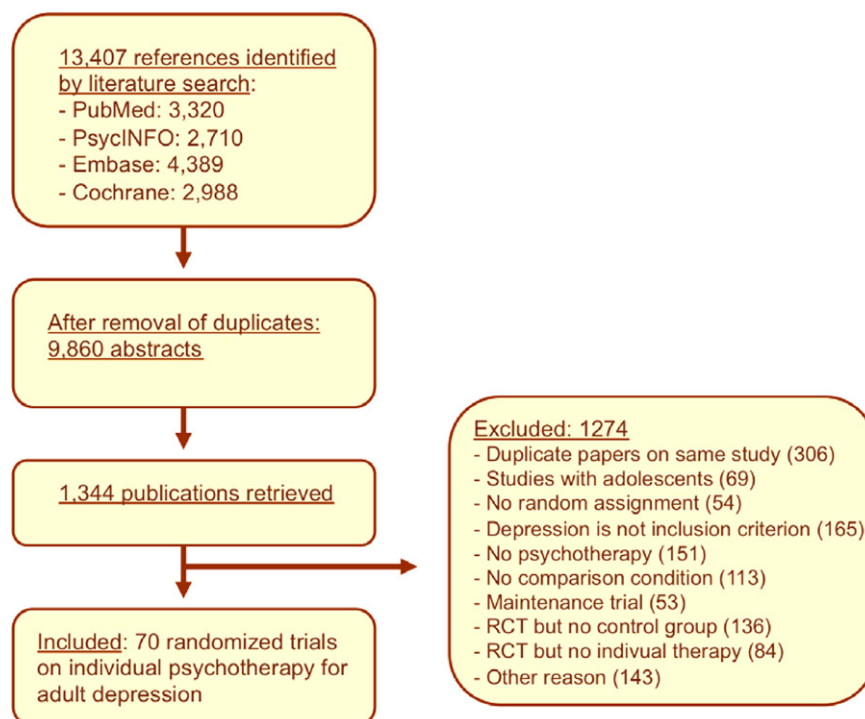 13,407 references identified
by literature search:
- PubMed: 3,320
- PsycINFO: 2,710
- Embase: 4,389
- Cochrane: 2,988
After removal of duplicates:
9,860 abstracts
1,344 publications retrieved
Excluded: 1274
- Duplicate papers on same study (306)
- Studies with adolescents (69)
- No random assignment (54)
- Depression is not inclusion criterion (165)
- No psychotherapy (151)
- No comparison condition (113)
- Maintenance trial (53)
- RCT but no control group (136)
- RCT but no indivual therapy (84)
- Other reason (143)
Included: 70 randomized trials
on individual psychotherapy for
adult depression